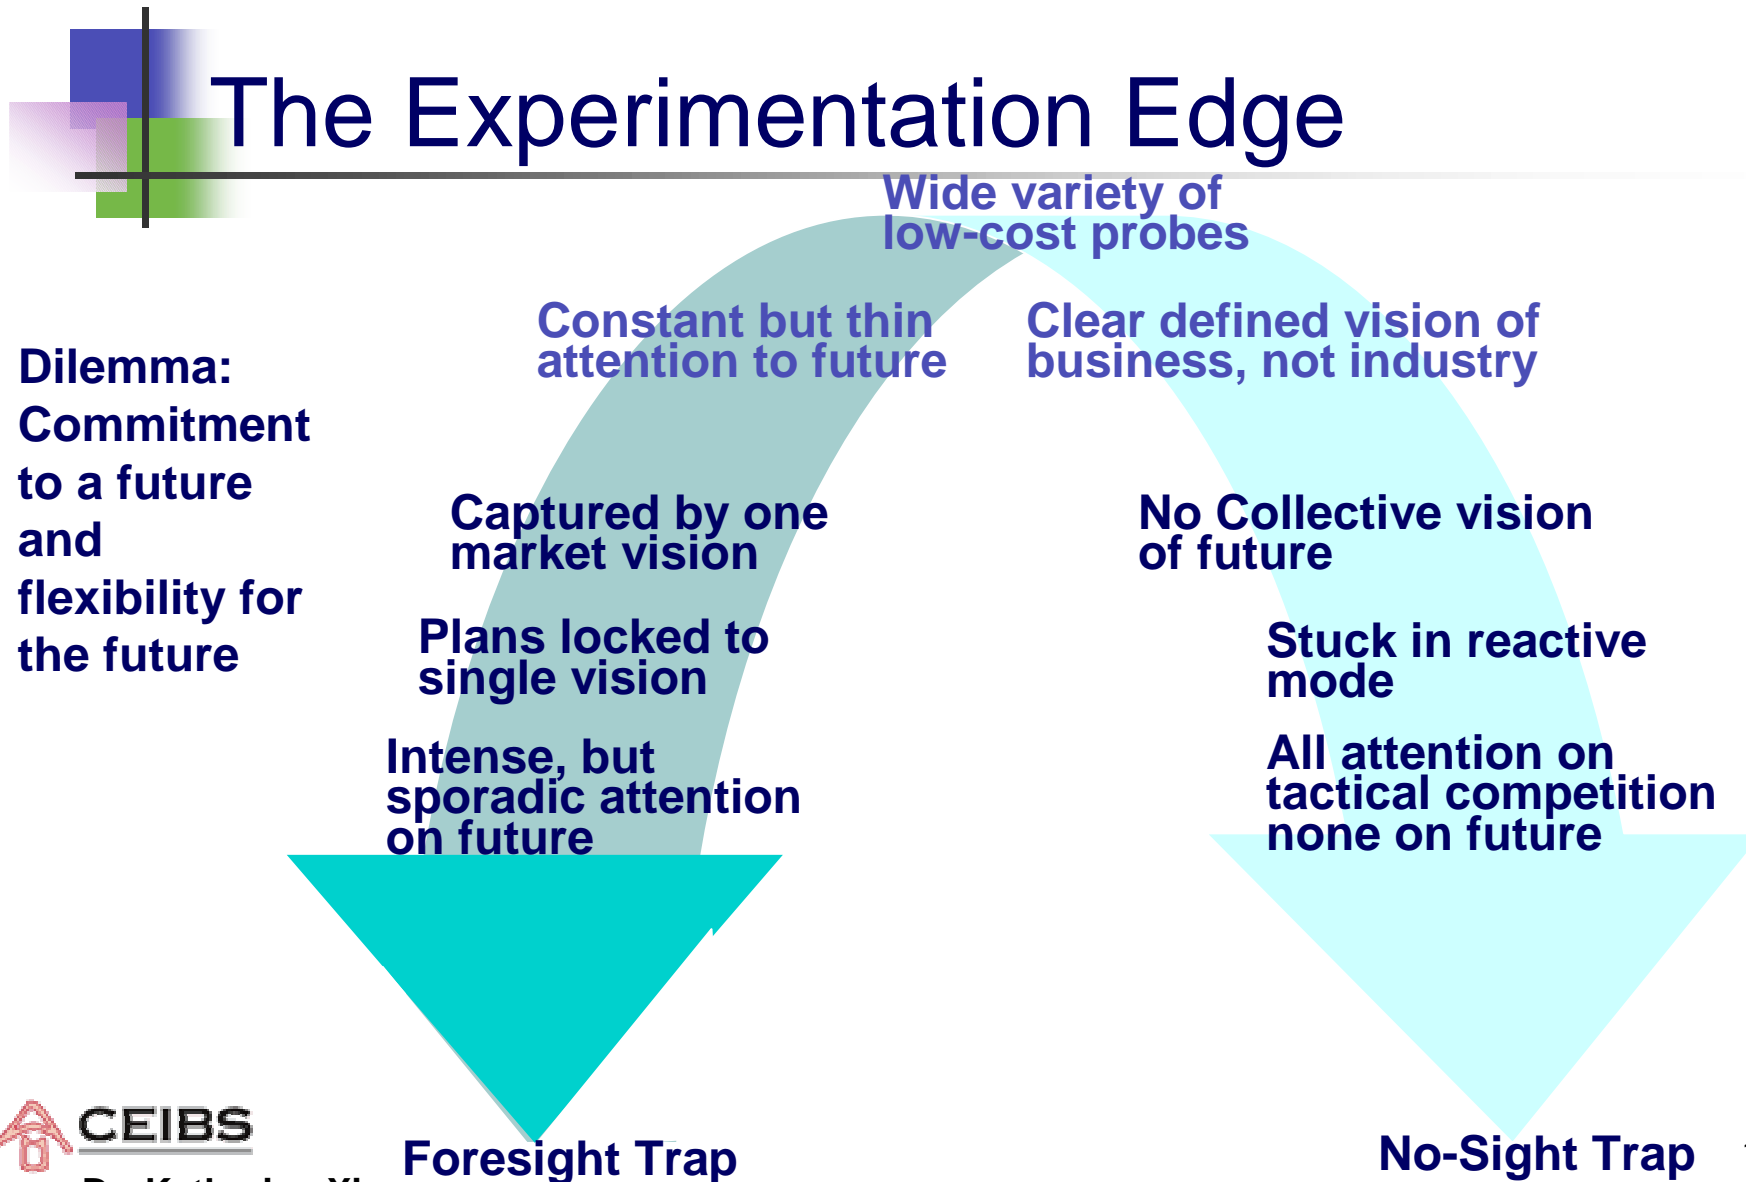 The Experimentation Edge
Wide variety of
low-cost probes
Constant but thin
attention to future
Clear defined vision of
business, not industry
Dilemma:
Commitment
to a future
and
flexibility for
the future
Captured by one
market vision
No Collective vision
of future
Plans locked to
single vision
Stuck in reactive
mode
Intense, but
sporadic attention
on future
All attention on
tactical competition
none on future
CEIBS
Foresight Trap
No-Sight Trap